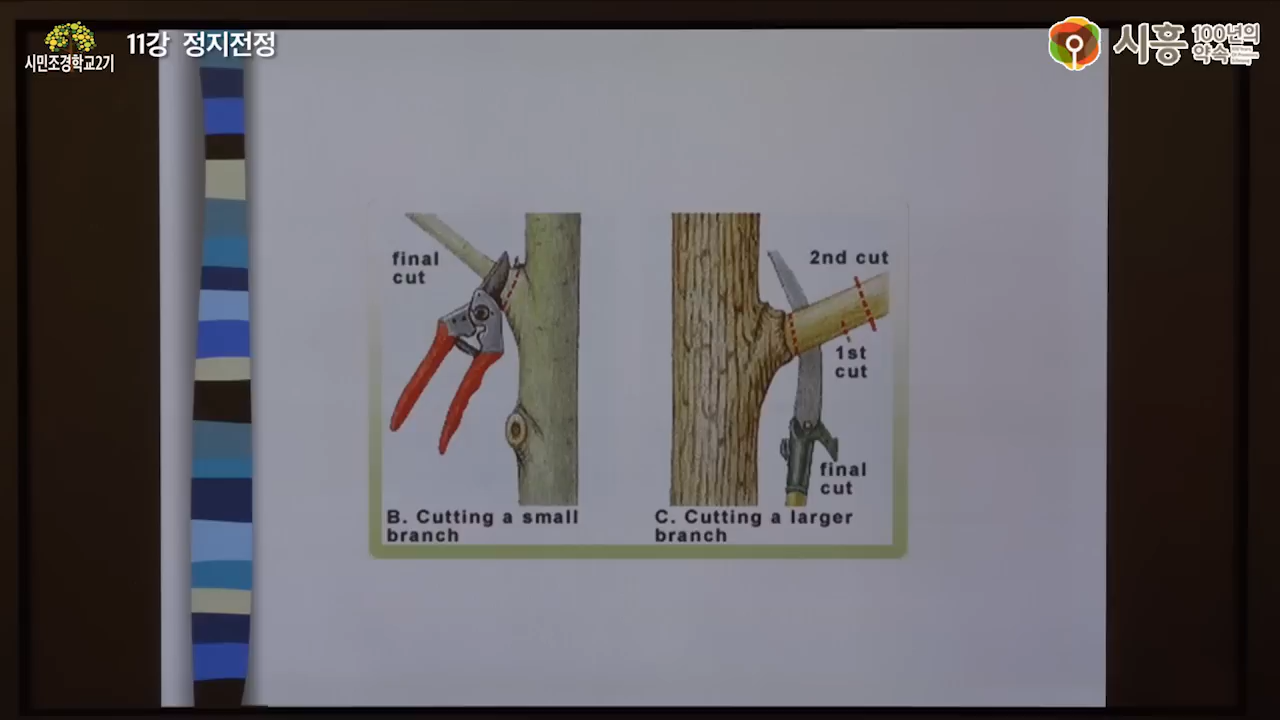 시민조경학교2기
11강 정지전정
시흥
100년의
약속
final
cut
2nd cut
1st
cut
final
cut
B. Cutting a small
branch
C. Cutting a larger
branch